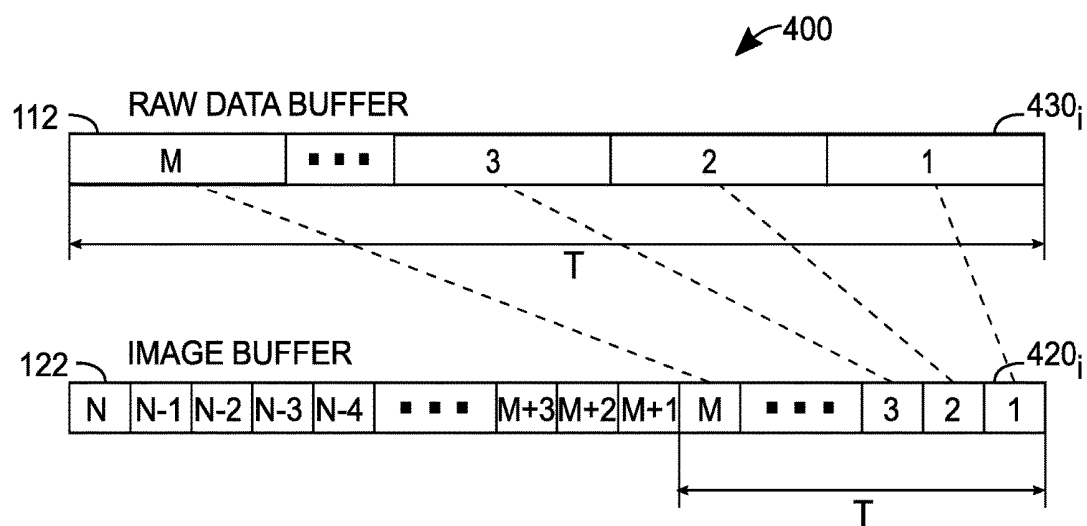 400
RAW DATA BUFFER
112
430i
M ■ ■ ■ 3 2 1
T
IMAGE BUFFER
122
420i
N N-1 N-2 N-3 N-4 ■ ■ ■ M+3 M+2 M+1 M ■ ■ ■ 3 2 1
T